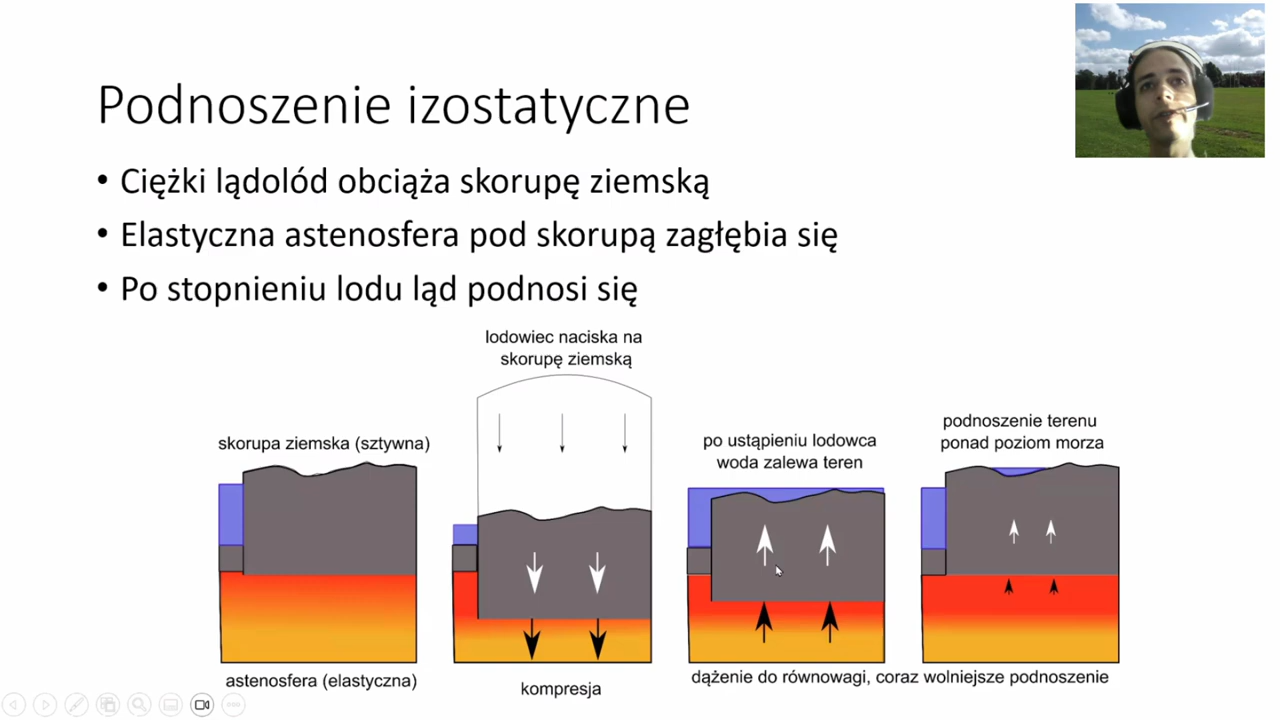 Podnoszenie izostatyczne
• Ciężki lądolód obciąża skorupę ziemską
• Elastyczna astenosfera pod skorupą zagłębia się
• Po stopnieniu lodu ląd podnosi się
lodowiec naciska na
skorupę ziemską
skorupa ziemska (sztywna)
po ustąpieniu lodowca
woda zalewa teren
podnoszenie terenu
ponad poziom morza
astenosfera (elastyczna)
kompresja
dążenie do równowagi, coraz wolniejsze podnoszenie